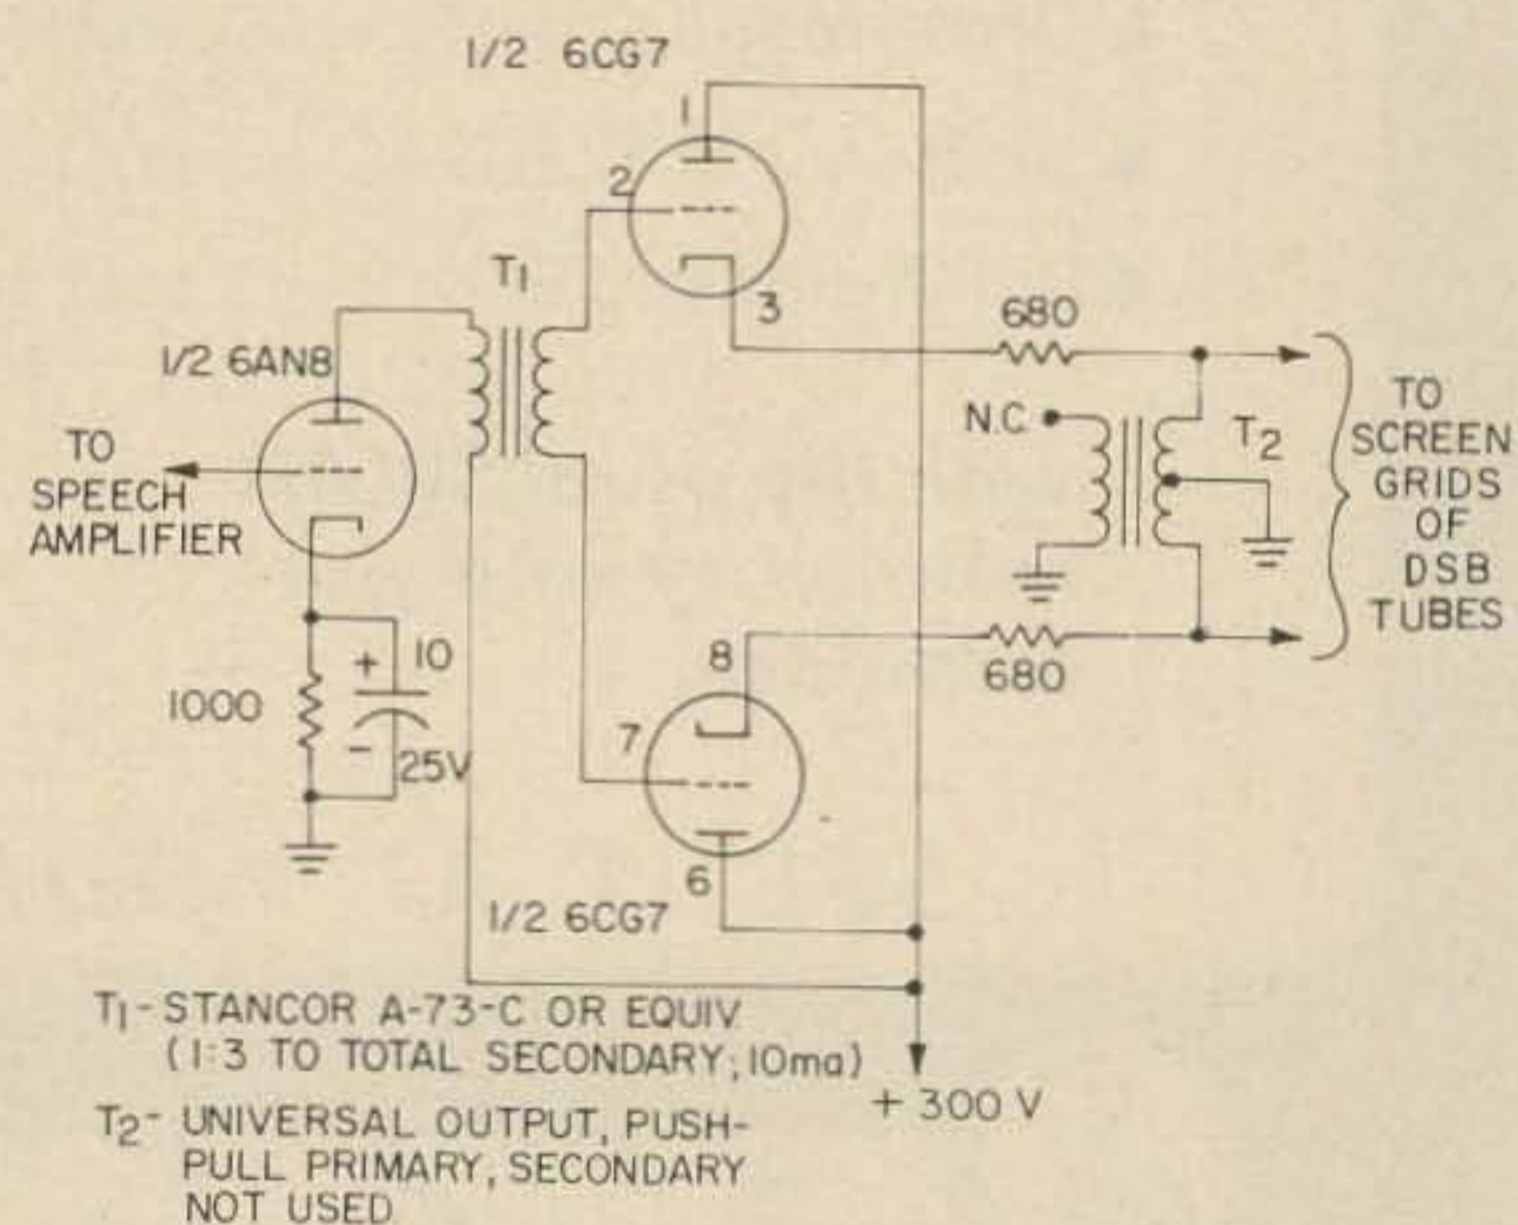 1/2 6CG7
1
2
3
T1
1/2 6AN8
680
TO
SPEECH
AMPLIFIER
N.C.
T2
TO
SCREEN
GRIDS
OF
DSB
TUBES
1000
+ 10
-
25V
8
7
6
680
1/2 6CG7
T1- STANCOR A-73-C OR EQUIV
(1:3 TO TOTAL SECONDARY; 10ma)
+ 300 V
T2- UNIVERSAL OUTPUT, PUSH-
PULL PRIMARY, SECONDARY
NOT USED